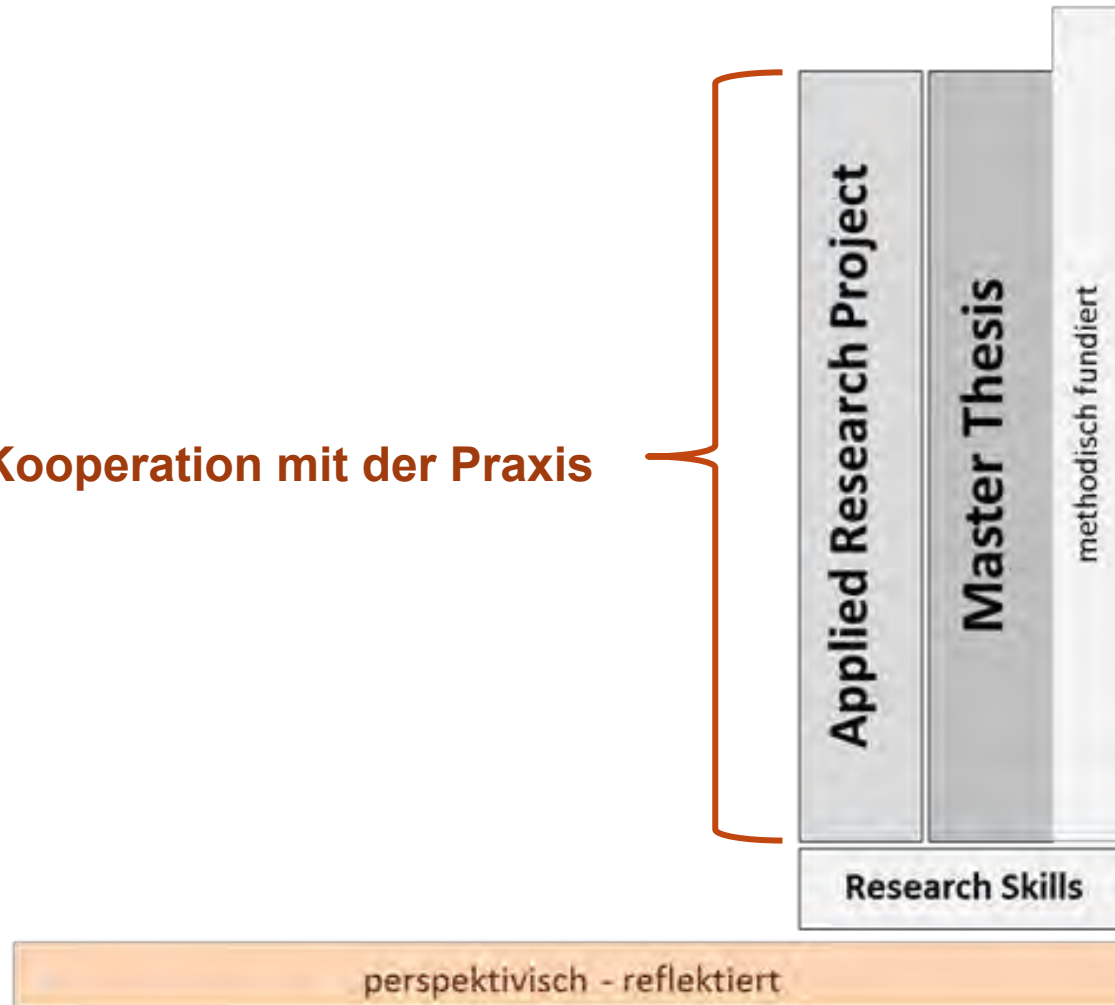 Kooperation mit der Praxis
Applied Research Project
Master Thesis
methodisch fundiert
Research Skills
perspektivisch - reflektiert